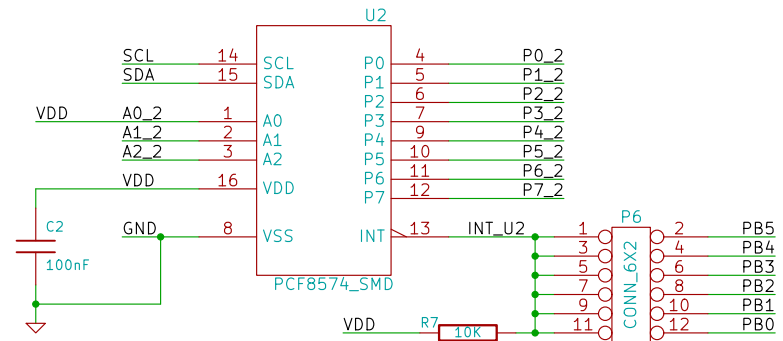 U2
SCL 14 SCL P0 4 P0_2
SDA 15 SDA P1 5 P1_2
P2 6 P2_2
VDD A0_2 1 A0 P3 7 P3_2
A1_2 2 A1 P4 9 P4_2
A2_2 3 A2 P5 10 P5_2
P6 11 P6_2
VDD 16 VDD P7 12 P7_2
C2 100nF
GND 8 VSS INT 13 INT_U2
PCF8574_SMD
P6
CONN_6X2
1 2 PB5
3 4 PB4
5 6 PB3
7 8 PB2
9 10 PB1
11 12 PB0
VDD R7 10K